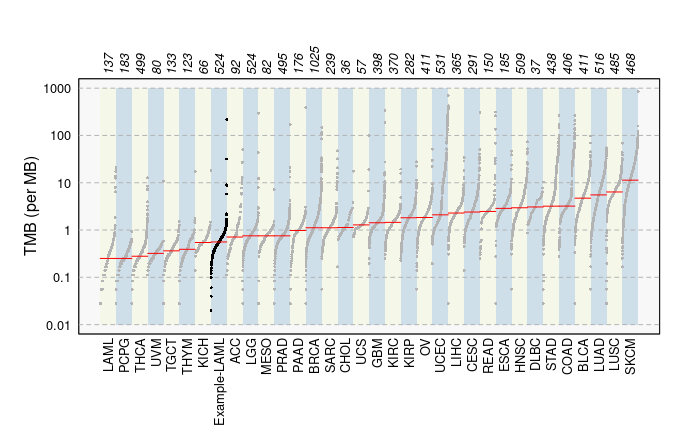 137 183 499 80 133 123 66 524 92 524 82 495 176 1025 239 36 57 398 370 282 411 531 365 291 150 185 509 37 438 406 411 516 485 468
1000
100
10
1
0.1
0.01
TMB (per MB)
LAML PCPG THCA UVM TGCT THYM KICH Example-LAML ACC LGG MESO PRAD PAAD BRCA SARC CHOL UCS GBM KIRC KIRP OV UCEC LIHC CESC READ ESCA HNSC DLBC STAD COAD BLCA LUAD LUSC SKCM